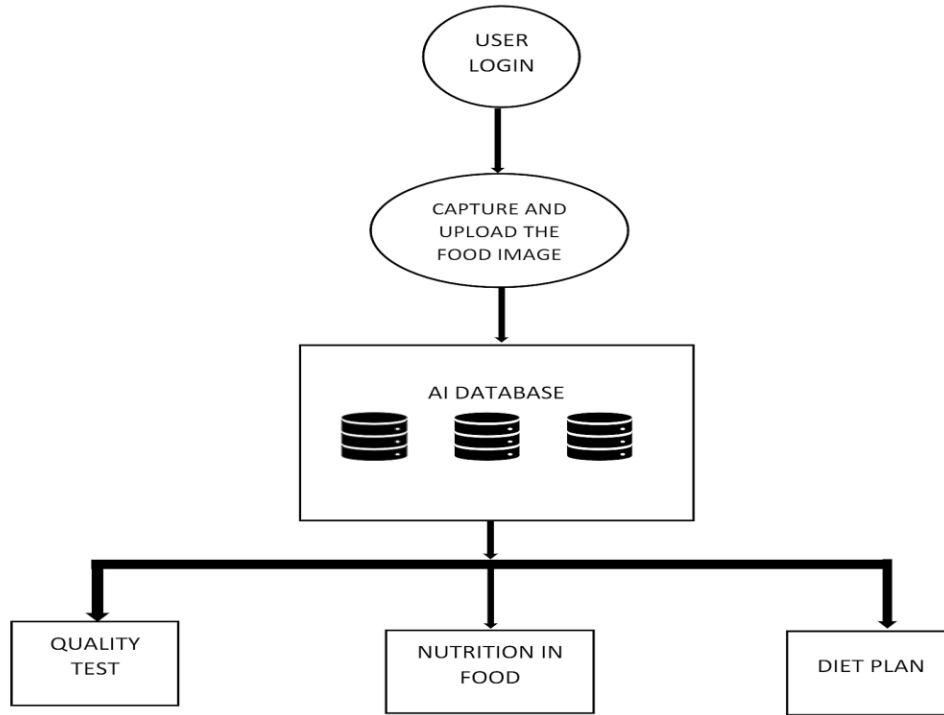 USER
LOGIN
CAPTURE AND
UPLOAD THE
FOOD IMAGE
AI DATABASE
QUALITY
TEST
NUTRITION IN
FOOD
DIET PLAN